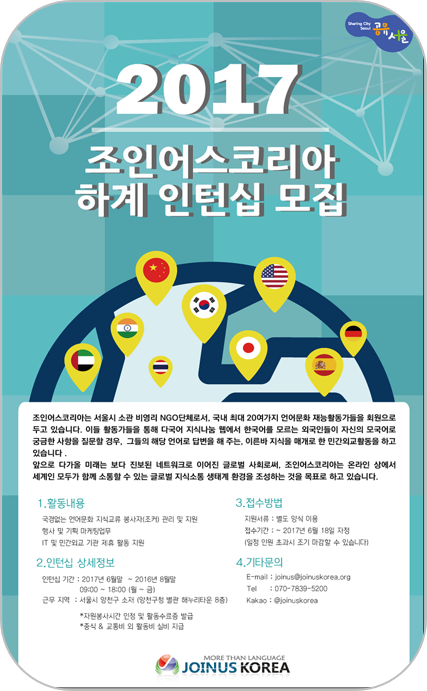 Sharing City
Seoul
공유
서울
2017
조인어스코리아
하계 인턴십 모집
조인어스코리아는 서울시 소관 비영리 NGO단체로서, 국내 최대 20여가지 언어문화 재능활동가들을 회원으로
두고 있습니다. 이들 활동가들을 통해 다국어 지식나눔 웹에서 한국어를 모르는 외국인들이 자신의 모국어로
궁금한 사항을 질문할 경우, 그들의 해당 언어로 답변을 해 주는, 이른바 지식을 매개로 한 민간외교활동을 하고
있습니다 .
앞으로 다가올 미래는 보다 진보된 네트워크로 이어진 글로벌 사회로써, 조인어스코리아는 온라인 상에서
세계인 모두가 함께 소통할 수 있는 글로벌 지식소통 생태계 환경을 조성하는 것을 목표로 하고 있습니다.
1.활동내용
국경없는 언어문화 지식교류 봉사자(조커) 관리 및 지원
행사 및 기획 마케팅업무
IT 및 민간외교 기관 제휴 활동 지원
2.인턴십 상세정보
인턴십 기간 : 2017년 6월말 ~ 2016년 8월말
09:00 ~ 18:00 (월 ~ 금)
근무 지역 : 서울시 양천구 소재 (양천구청 별관 해누리타운 8층)
*자원봉사시간 인정 및 활동수료증 발급
*중식 & 교통비 외 활동비 실비 지급
3.접수방법
지원서류 : 별도 양식 이용
접수기간 : ~ 2017년 6월 18일 자정
(일정 인원 초과시 조기 마감할 수 있습니다)
4.기타문의
E-mail : joinus@joinuskorea.org
Tel : 070-7839-5200
Kakao : @joinuskorea
MORE THAN LANGUAGE
JOINUS KOREA